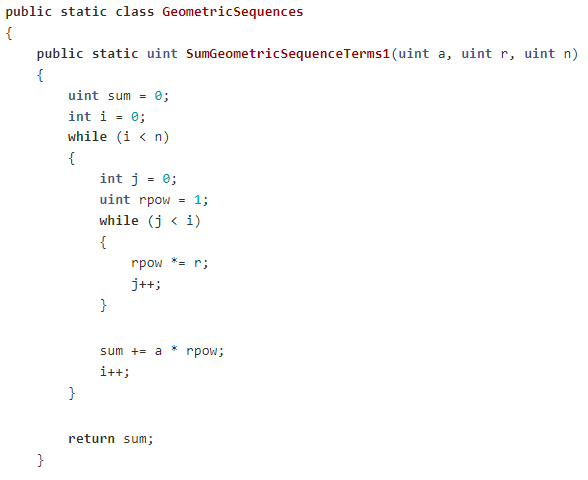 public static class GeometricSequences
{
    public static uint SumGeometricSequenceTerms1(uint a, uint r, uint n)
    {
        uint sum = 0;
        int i = 0;
        while (i < n)
        {
            int j = 0;
            uint rpow = 1;
            while (j < i)
            {
                rpow *= r;
                j++;
            }

            sum += a * rpow;
            i++;
        }

        return sum;
    }